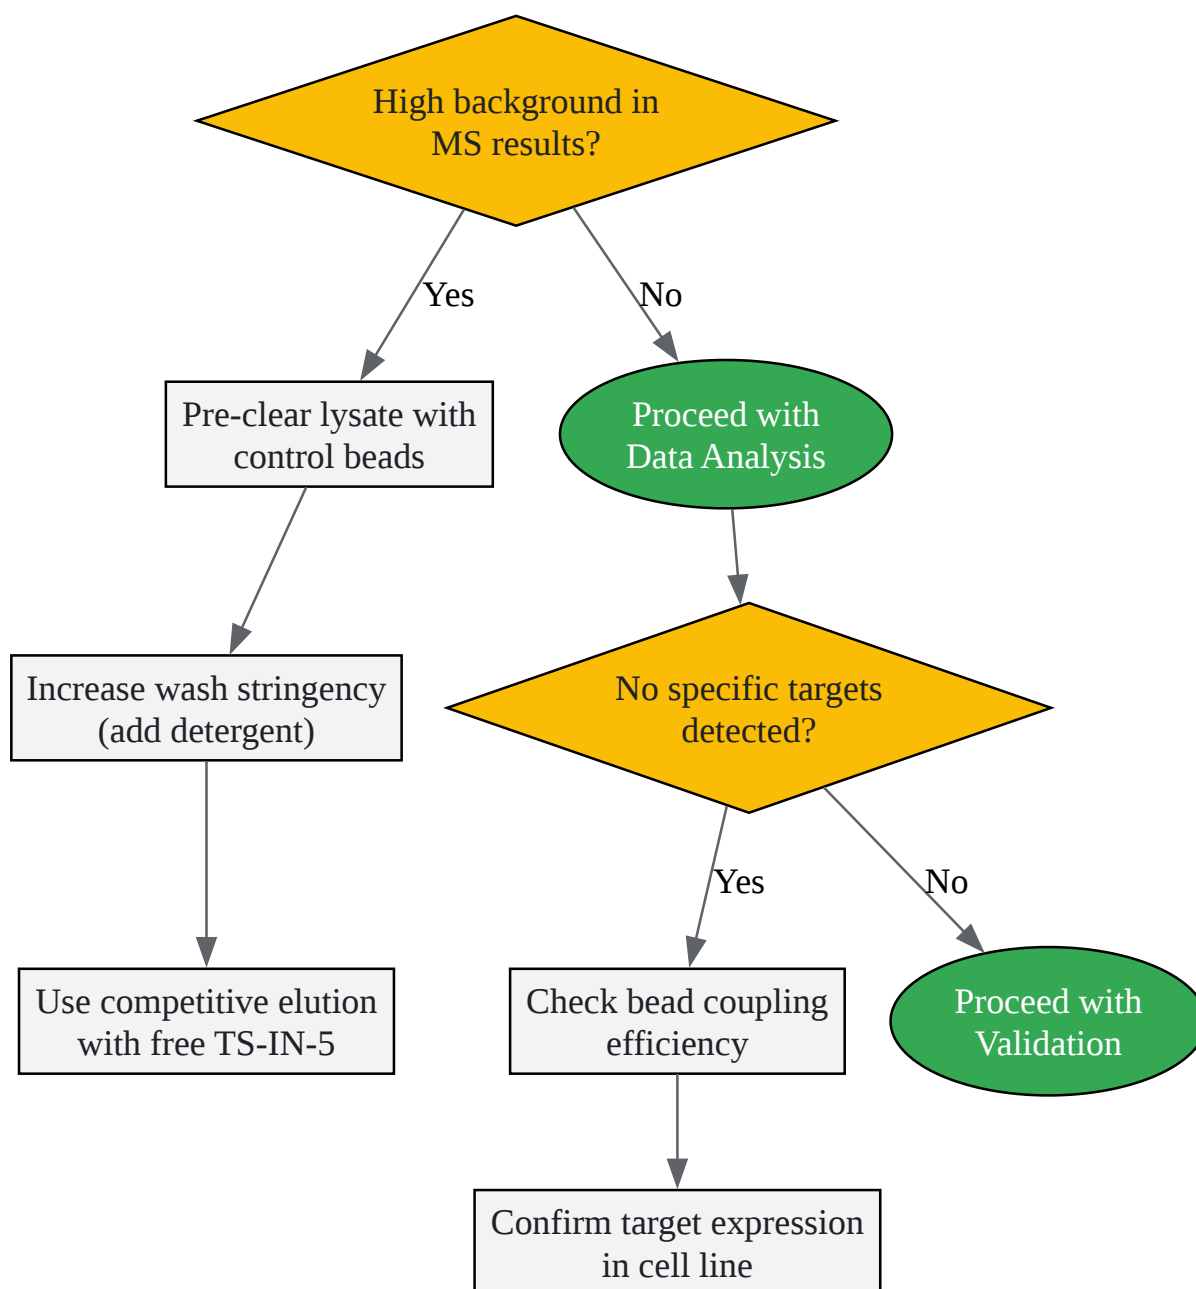 High background in
MS results?
Yes
No
Pre-clear lysate with
control beads
Proceed with
Data Analysis
Increase wash stringency
(add detergent)
No specific targets
detected?
Yes
No
Use competitive elution
with free TS-IN-5
Check bead coupling
efficiency
Proceed with
Validation
Confirm target expression
in cell line